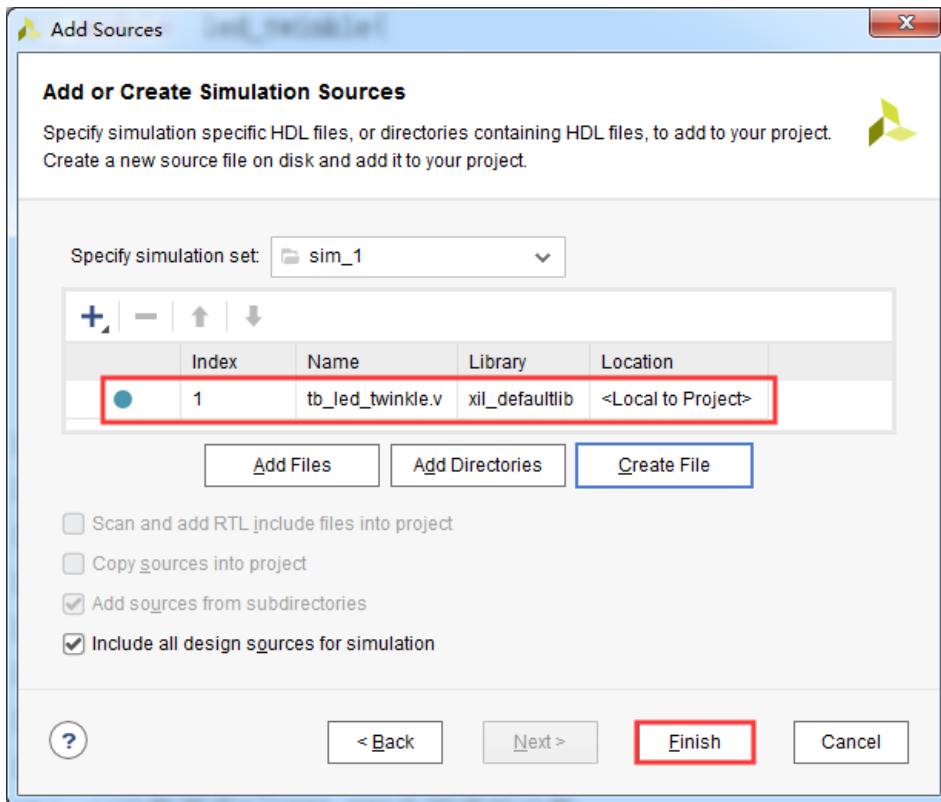 Add Sources
led_twinkle(
Add or Create Simulation Sources
Specify simulation specific HDL files, or directories containing HDL files, to add to your project.
Create a new source file on disk and add it to your project.
Specify simulation set: sim_1
Index Name Library Location
1 tb_led_twinkle.v xil_defaultlib <Local to Project>
Add Files Add Directories Create File
Scan and add RTL include files into project
Copy sources into project
Add sources from subdirectories
Include all design sources for simulation
? < Back Next > Finish Cancel